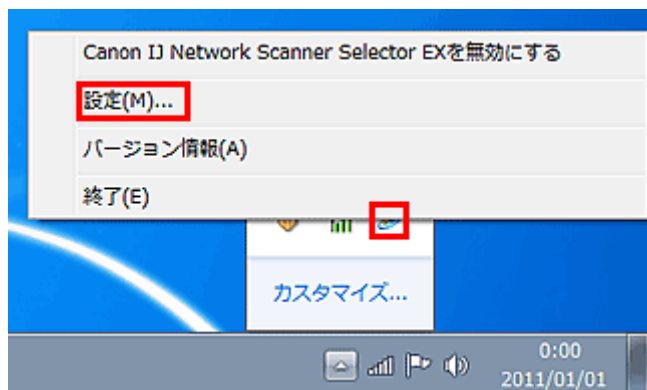 Canon IJ Network Scanner Selector EXを無効にする
設定(M)...
バージョン情報(A)
終了(E)
カスタマイズ...
0:00
2011/01/01